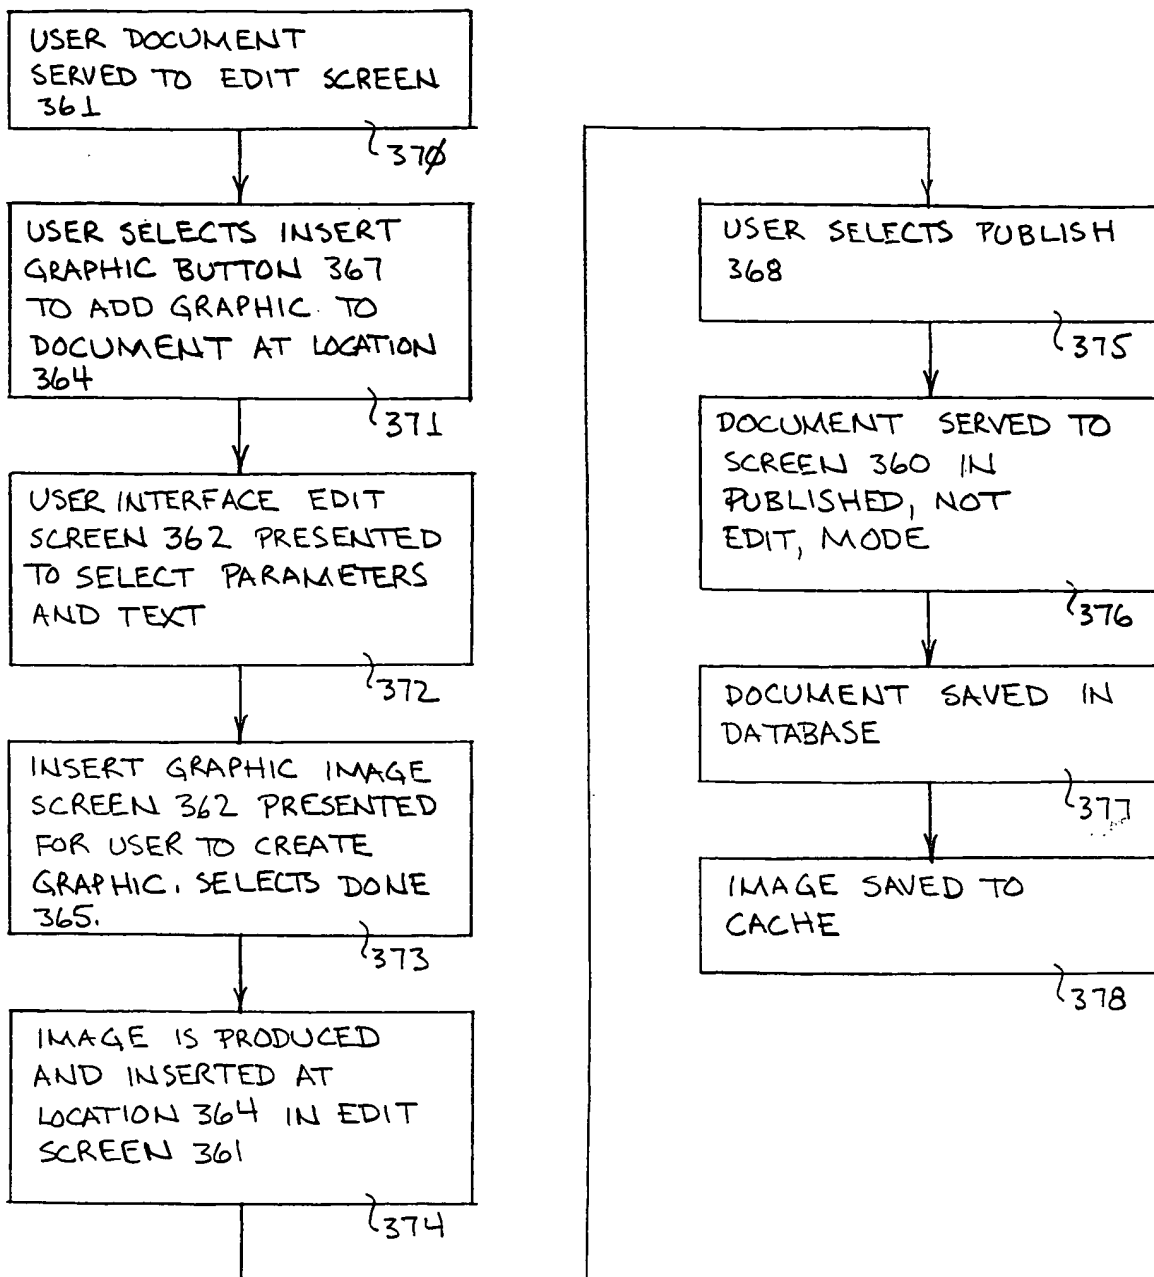 USER DOCUMENT
SERVED TO EDIT SCREEN
361
370
USER SELECTS INSERT
GRAPHIC BUTTON 367
TO ADD GRAPHIC TO
DOCUMENT AT LOCATION
364
371
USER INTERFACE EDIT
SCREEN 362 PRESENTED
TO SELECT PARAMETERS
AND TEXT
372
INSERT GRAPHIC IMAGE
SCREEN 362 PRESENTED
FOR USER TO CREATE
GRAPHIC. SELECTS DONE
365.
373
IMAGE IS PRODUCED
AND INSERTED AT
LOCATION 364 IN EDIT
SCREEN 361
374
USER SELECTS PUBLISH
368
375
DOCUMENT SERVED TO
SCREEN 360 IN
PUBLISHED, NOT
EDIT, MODE
376
DOCUMENT SAVED IN
DATABASE
377
IMAGE SAVED TO
CACHE
378